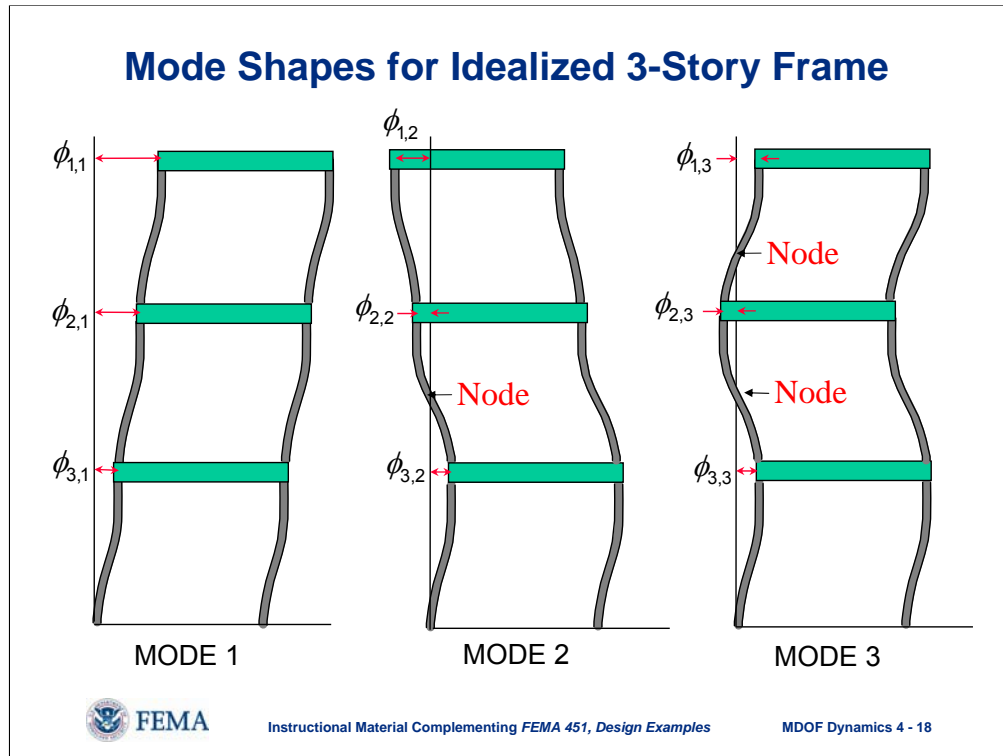 Mode Shapes for Idealized 3-Story Frame
ϕ1,1
ϕ2,1
ϕ3,1
MODE 1
ϕ1,2
ϕ2,2
Node
ϕ3,2
MODE 2
ϕ1,3
Node
ϕ2,3
Node
ϕ3,3
MODE 3
FEMA
Instructional Material Complementing FEMA 451, Design Examples
MDOF Dynamics 4 - 18